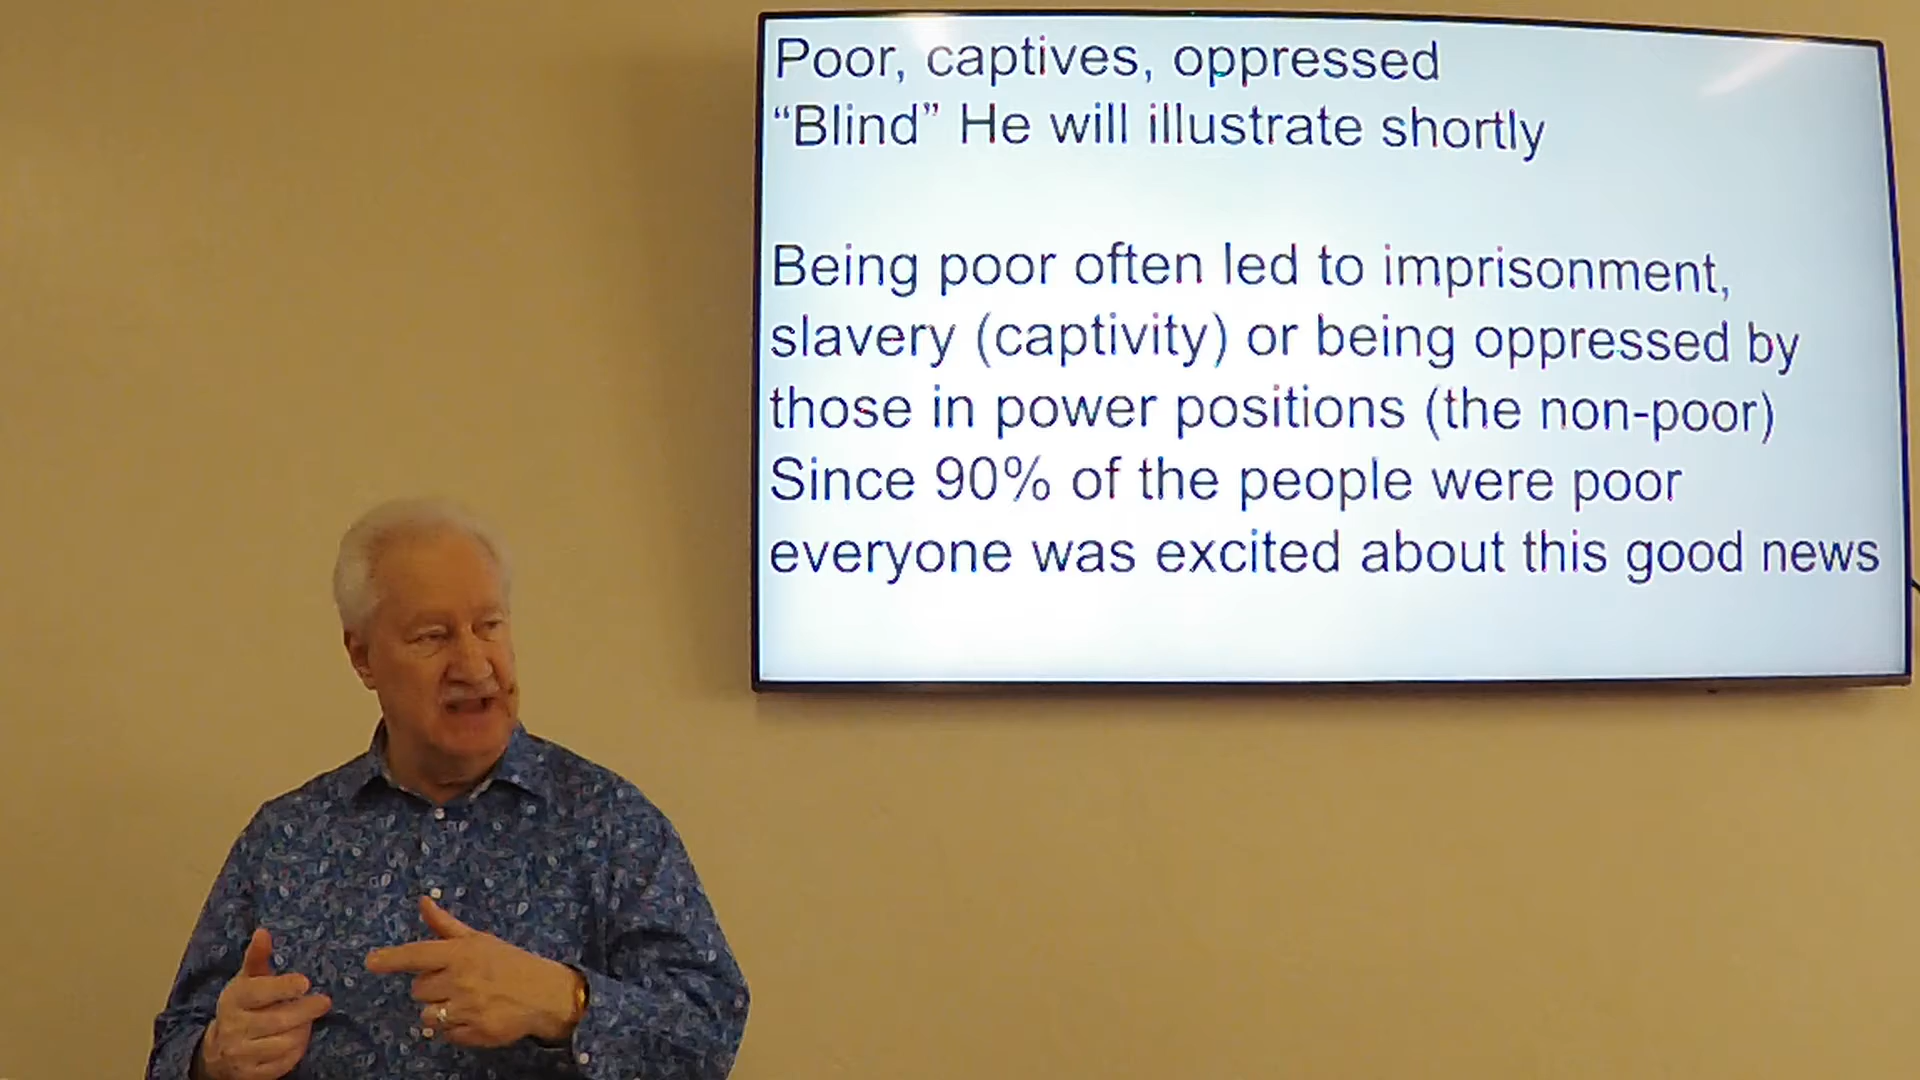 Poor, captives, oppressed
“Blind” He will illustrate shortly
Being poor often led to imprisonment,
slavery (captivity) or being oppressed by
those in power positions (the non-poor)
Since 90% of the people were poor
everyone was excited about this good news